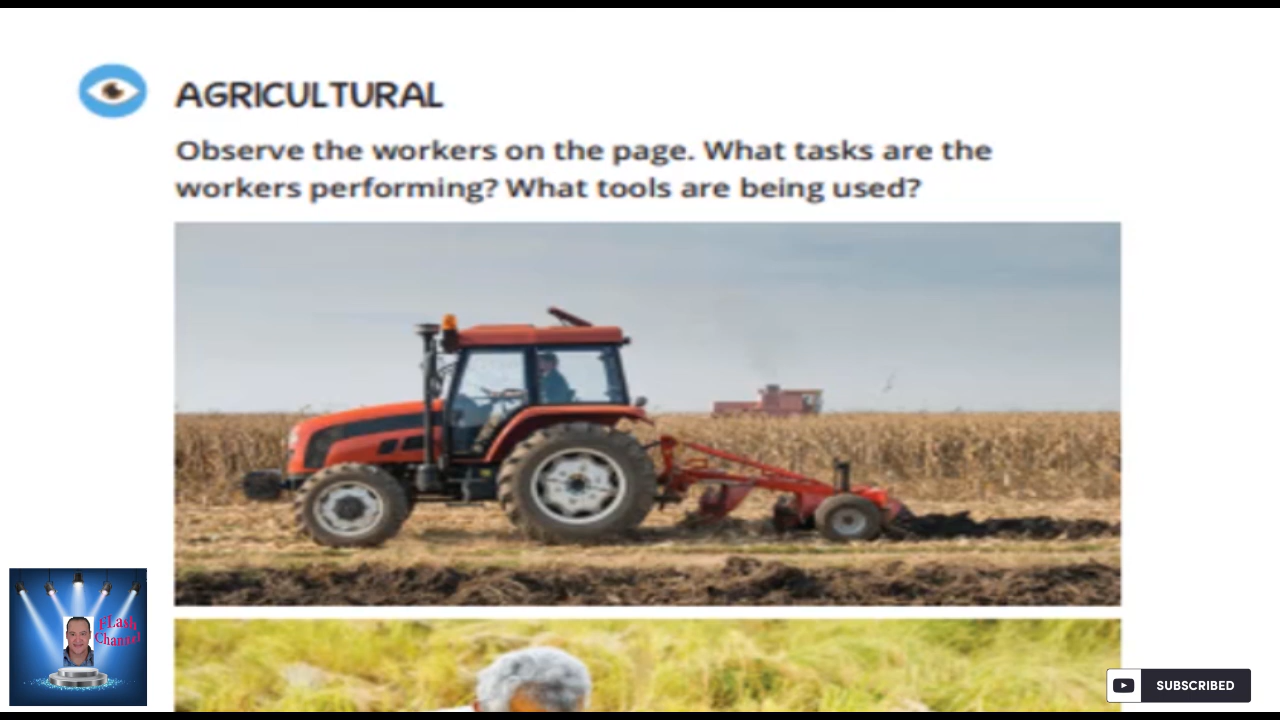 AGRICULTURAL
Observe the workers on the page. What tasks are the
workers performing? What tools are being used?
FLash
Channel
SUBSCRIBED